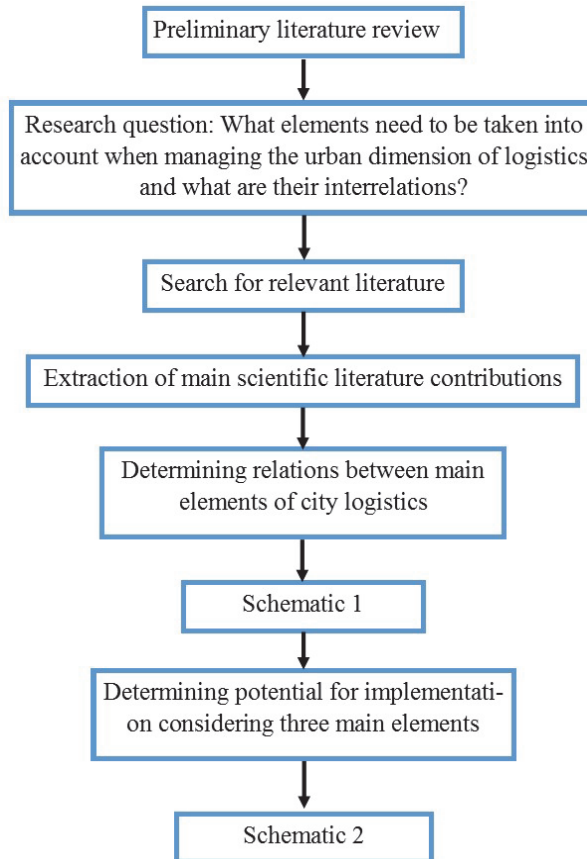 Preliminary literature review
Research question: What elements need to be taken into
account when managing the urban dimension of logistics
and what are their interrelations?
Search for relevant literature
Extraction of main scientific literature contributions
Determining relations between main
elements of city logistics
Schematic 1
Determining potential for implementati-
on considering three main elements
Schematic 2